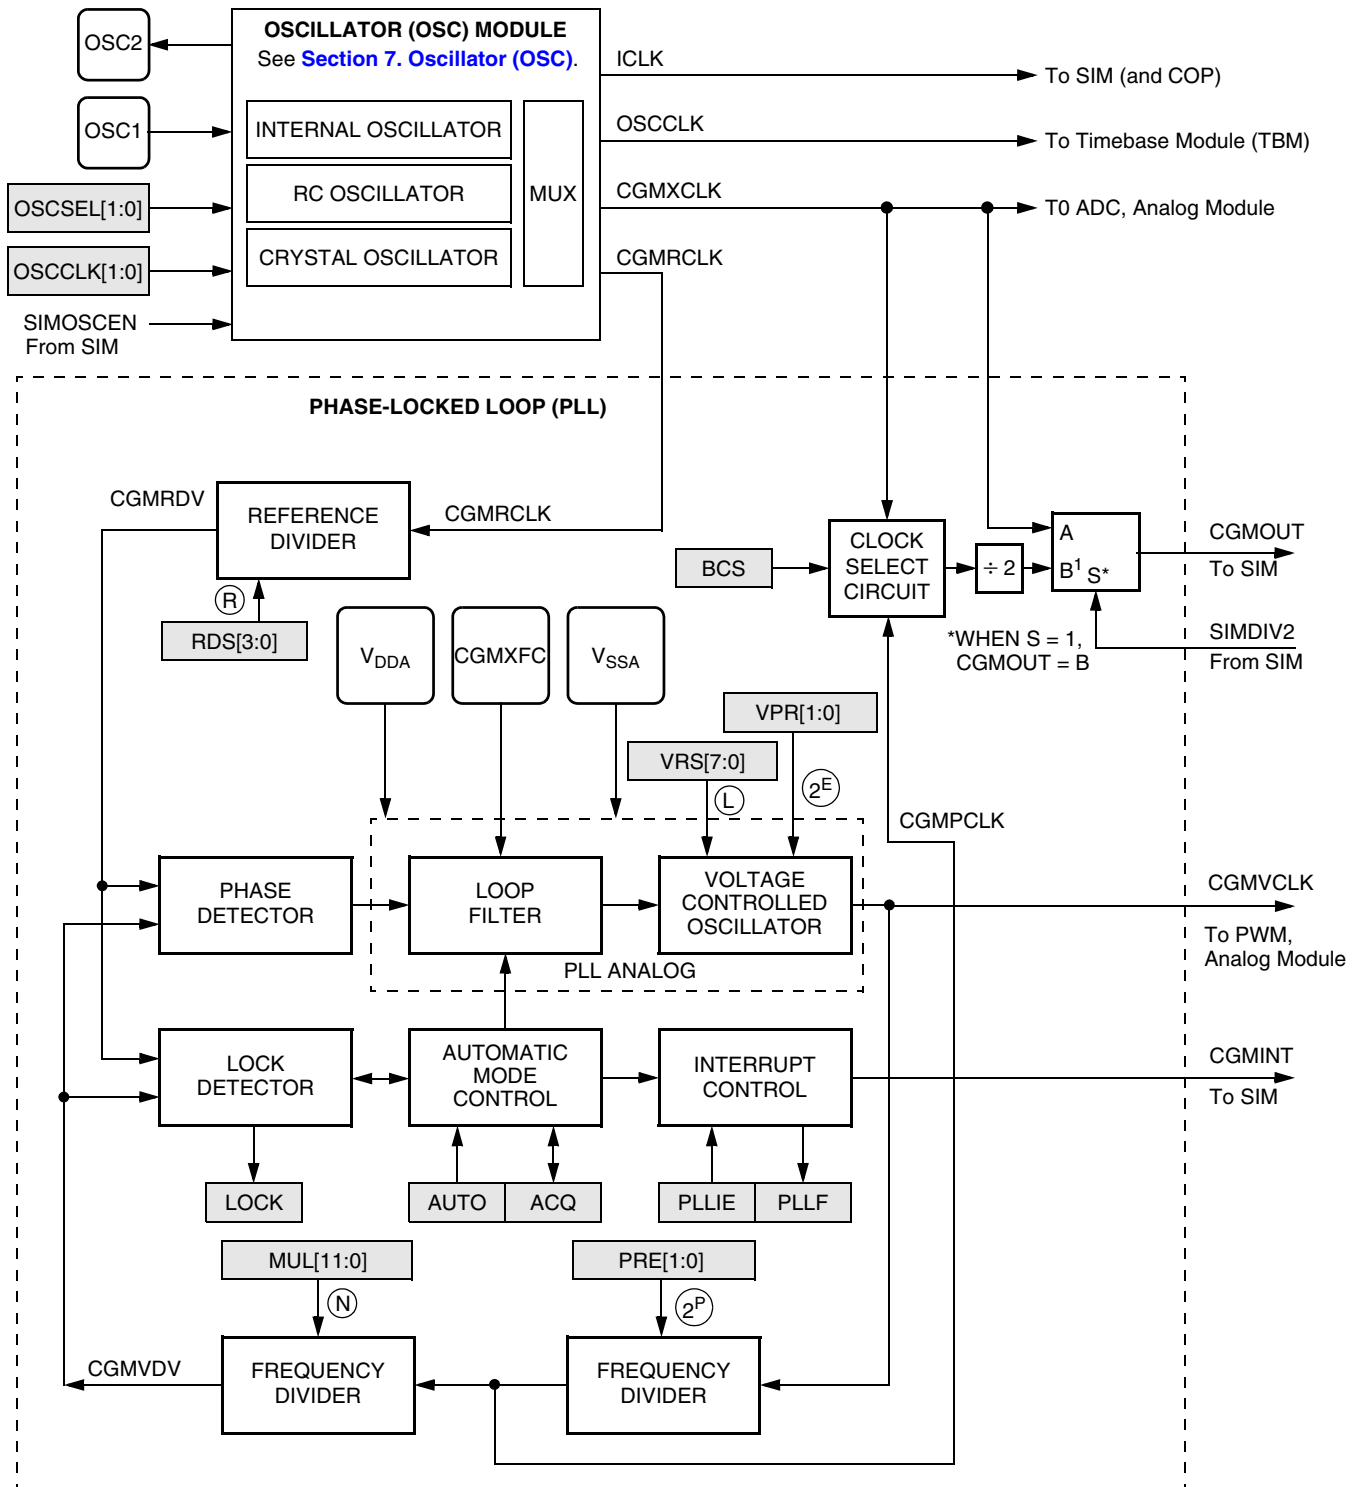 OSC2
OSCILLATOR (OSC) MODULE
See Section 7. Oscillator (OSC).
ICLK
To SIM (and COP)
OSC1
INTERNAL OSCILLATOR
MUX
OSCCLK
To Timebase Module (TBM)
OSCSEL[1:0]
RC OSCILLATOR
CGMXCLK
T0 ADC, Analog Module
OSCCLK[1:0]
CRYSTAL OSCILLATOR
CGMRCLK
SIMOSCEN
From SIM
PHASE-LOCKED LOOP (PLL)
CGMRDV
REFERENCE
DIVIDER
CGMRCLK
R
RDS[3:0]
BCS
CLOCK
SELECT
CIRCUIT
÷ 2
A
B¹ S*
CGMOUT
To SIM
*WHEN S = 1,
CGMOUT = B
SIMDIV2
From SIM
VDDA
CGMXFC
VSSA
VPR[1:0]
VRS[7:0]
L
2ᴱ
CGMPCLK
PHASE
DETECTOR
LOOP
FILTER
VOLTAGE
CONTROLLED
OSCILLATOR
CGMVCLK
To PWM,
Analog Module
PLL ANALOG
LOCK
DETECTOR
AUTOMATIC
MODE
CONTROL
INTERRUPT
CONTROL
CGMINT
To SIM
LOCK
AUTO
ACQ
PLLIE
PLLF
MUL[11:0]
PRE[1:0]
N
2ᴾ
CGMVDV
FREQUENCY
DIVIDER
FREQUENCY
DIVIDER